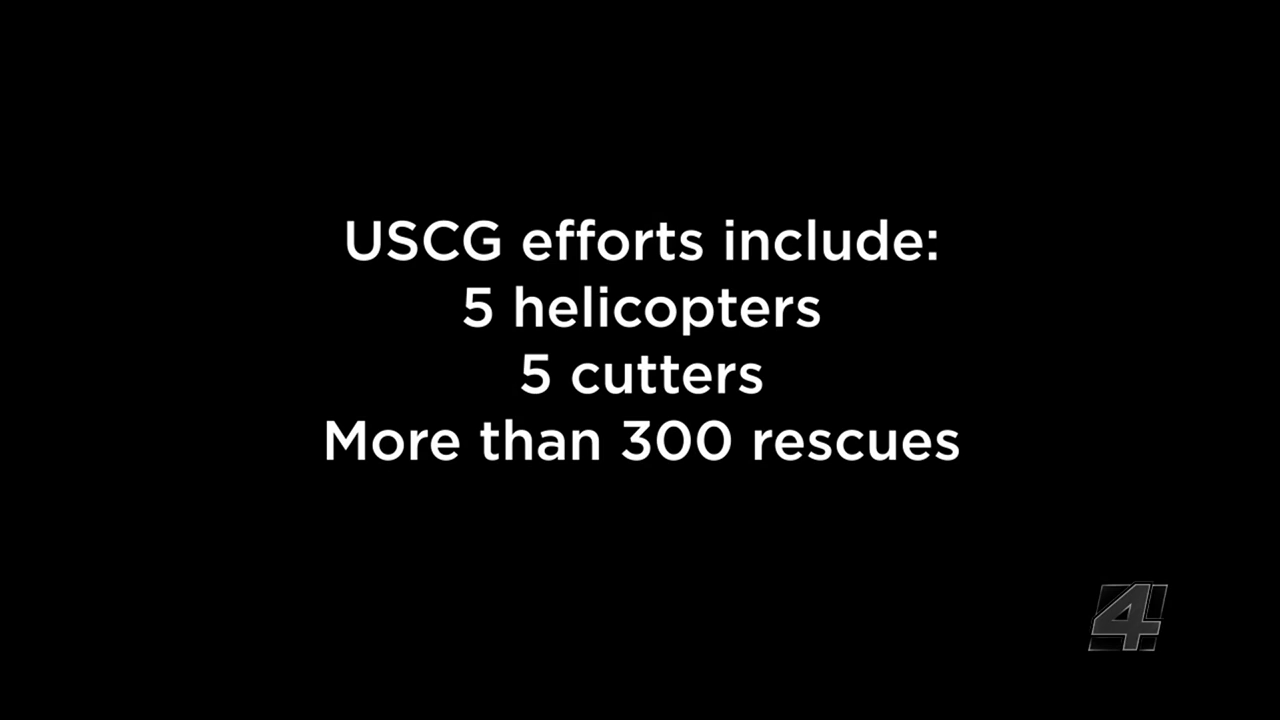 USCG efforts include:
5 helicopters
5 cutters
More than 300 rescues
4